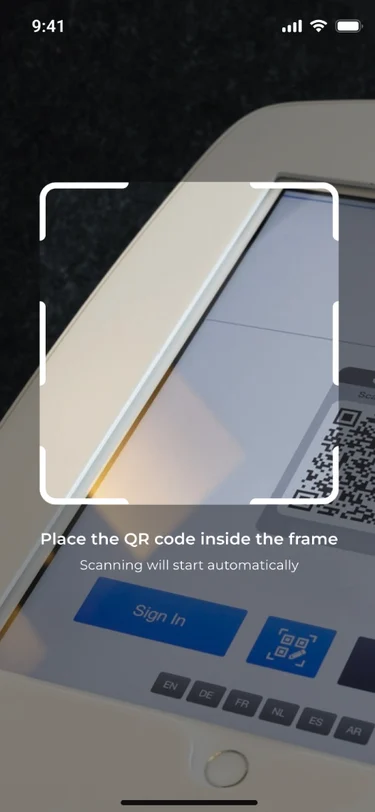 9:41
Place the QR code inside the frame
Scanning will start automatically
Sign In
EN
DE
FR
NL
ES
AR